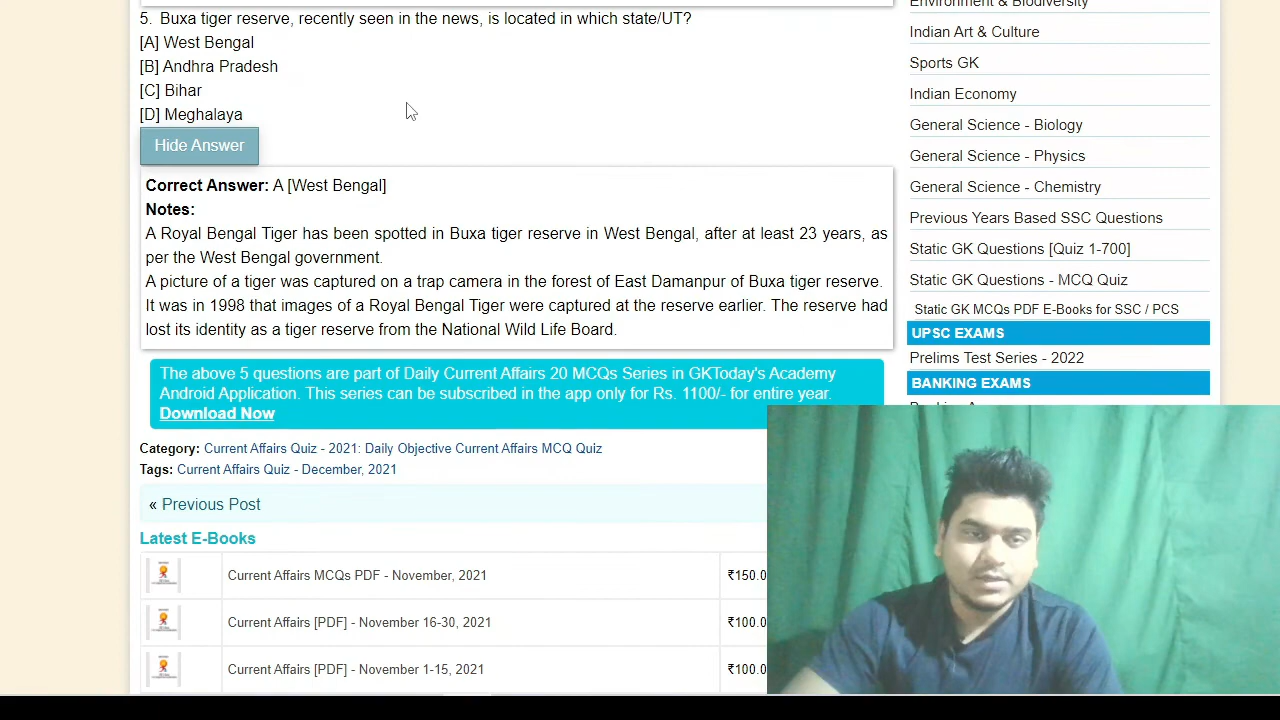 5. Buxa tiger reserve, recently seen in the news, is located in which state/UT?
[A] West Bengal
[B] Andhra Pradesh
[C] Bihar
[D] Meghalaya
Hide Answer
Correct Answer: A [West Bengal]
Notes:
A Royal Bengal Tiger has been spotted in Buxa tiger reserve in West Bengal, after at least 23 years, as
per the West Bengal government.
A picture of a tiger was captured on a trap camera in the forest of East Damanpur of Buxa tiger reserve.
It was in 1998 that images of a Royal Bengal Tiger were captured at the reserve earlier. The reserve had
lost its identity as a tiger reserve from the National Wild Life Board.
The above 5 questions are part of Daily Current Affairs 20 MCQs Series in GKToday's Academy
Android Application. This series can be subscribed in the app only for Rs. 1100/- for entire year.
Download Now
Category: Current Affairs Quiz - 2021: Daily Objective Current Affairs MCQ Quiz
Tags: Current Affairs Quiz - December, 2021
« Previous Post
Latest E-Books
Current Affairs MCQs PDF - November, 2021 ₹150.0
Current Affairs [PDF] - November 16-30, 2021 ₹100.0
Current Affairs [PDF] - November 1-15, 2021 ₹100.0
Environment & Biodiversity
Indian Art & Culture
Sports GK
Indian Economy
General Science - Biology
General Science - Physics
General Science - Chemistry
Previous Years Based SSC Questions
Static GK Questions [Quiz 1-700]
Static GK Questions - MCQ Quiz
Static GK MCQs PDF E-Books for SSC / PCS
UPSC EXAMS
Prelims Test Series - 2022
BANKING EXAMS